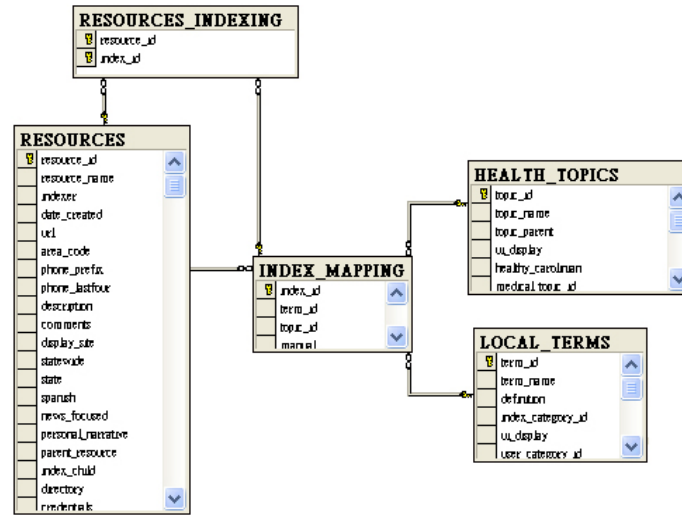 RESOURCES_INDEXING
resource_id
index_id
RESOURCES
resource_id
resource_name
indexer
date_created
url
area_code
phone_prefix
phone_lastfour
description
comments
display_site
statewide
state
spanish
news_focused
personal_narrative
parent_resource
index_child
directory
credentials
INDEX_MAPPING
index_id
term_id
topic_id
manual
HEALTH_TOPICS
topic_id
topic_name
topic_parent
ui_display
healthy_carolinian
medical_topic_id
LOCAL_TERMS
term_id
term_name
definition
index_category_id
ui_display
user_category_id